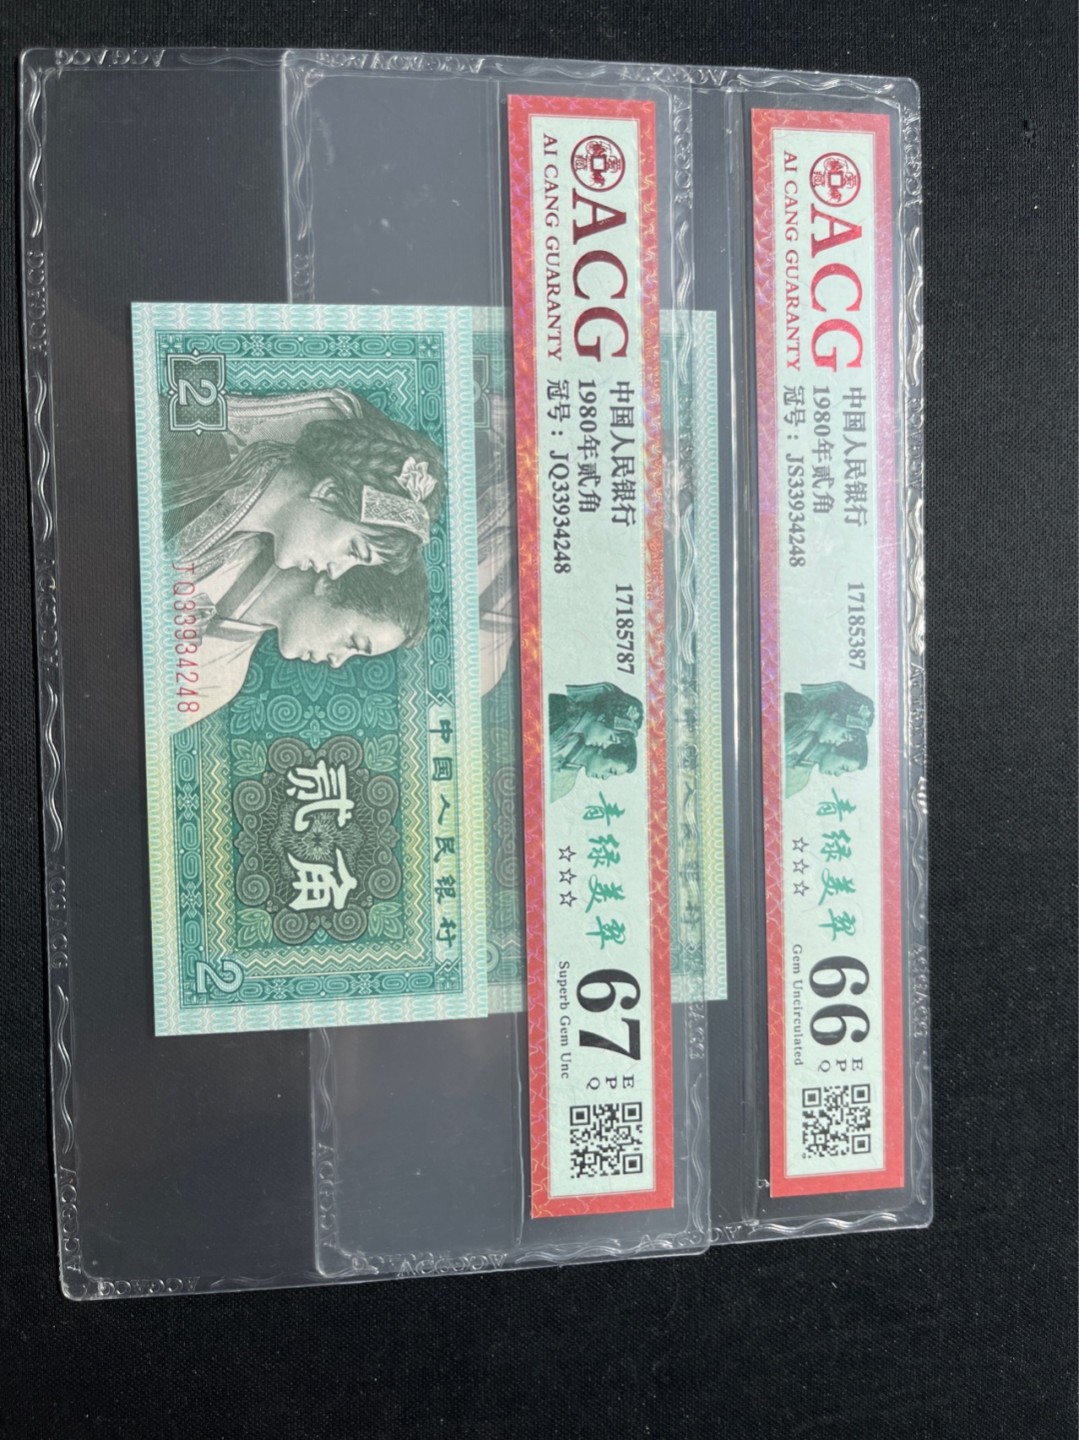 ACG
AI CANG GUARANTY
中国人民银行 17185387
1980年贰角
冠号：JS33934248
青绿美翠
☆☆☆
66
EPQ
Gem Uncirculated
ACG
AI CANG GUARANTY
中国人民银行 17185787
1980年贰角
冠号：JQ33934248
青绿美翠
☆☆☆
67
EPQ
Superb Gem Unc
中国人民银行
2
贰角
JQ33934248
2